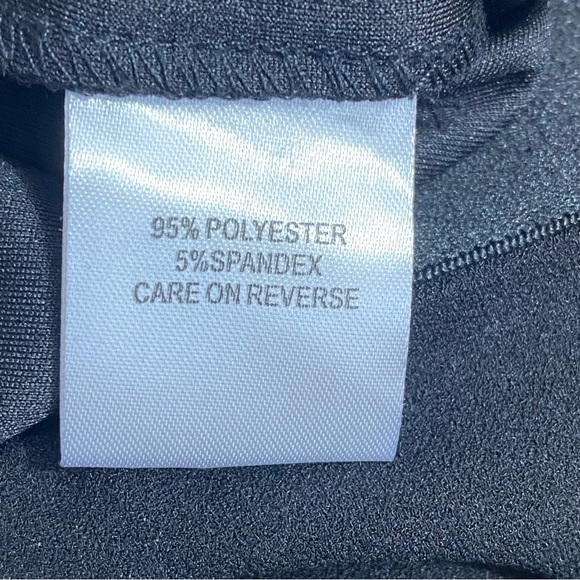 95% POLYESTER
5%SPANDEX
CARE ON REVERSE